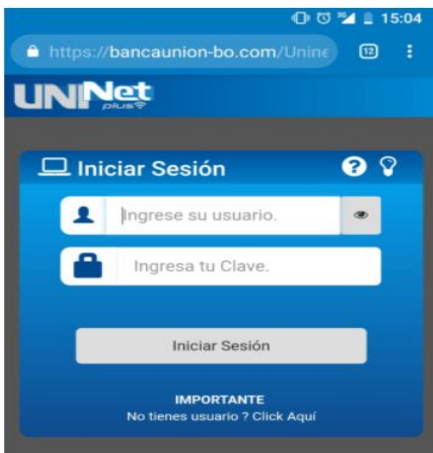 15:04
https://bancaunion-bo.com/Unine
12
UNINet
plus
Iniciar Sesión
?
Ingrese su usuario.
Ingresa tu Clave.
Iniciar Sesión
IMPORTANTE
No tienes usuario ? Click Aquí